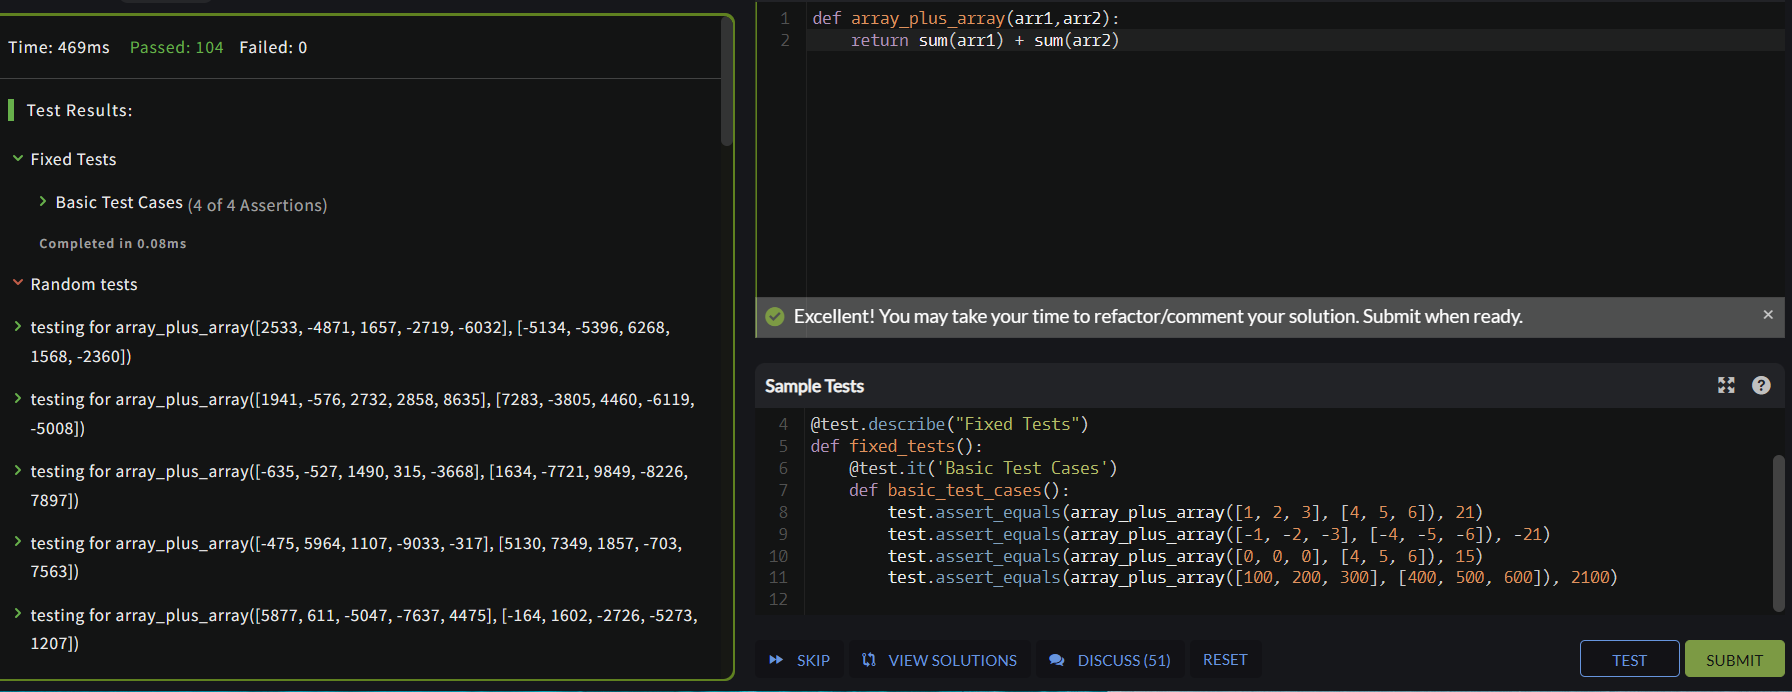 Time: 469ms Passed: 104 Failed: 0
Test Results:
Fixed Tests
Basic Test Cases (4 of 4 Assertions)
Completed in 0.08ms
Random tests
testing for array_plus_array([2533, -4871, 1657, -2719, -6032], [-5134, -5396, 6268,
1568, -2360])
testing for array_plus_array([1941, -576, 2732, 2858, 8635], [7283, -3805, 4460, -6119,
-5008])
testing for array_plus_array([-635, -527, 1490, 315, -3668], [1634, -7721, 9849, -8226,
7897])
testing for array_plus_array([-475, 5964, 1107, -9033, -317], [5130, 7349, 1857, -703,
7563])
testing for array_plus_array([5877, 611, -5047, -7637, 4475], [-164, 1602, -2726, -5273,
1207])
1 def array_plus_array(arr1,arr2):
2     return sum(arr1) + sum(arr2)
Excellent! You may take your time to refactor/comment your solution. Submit when ready. ×
Sample Tests ?
4 @test.describe("Fixed Tests")
5 def fixed_tests():
6     @test.it('Basic Test Cases')
7     def basic_test_cases():
8         test.assert_equals(array_plus_array([1, 2, 3], [4, 5, 6]), 21)
9         test.assert_equals(array_plus_array([-1, -2, -3], [-4, -5, -6]), -21)
10         test.assert_equals(array_plus_array([0, 0, 0], [4, 5, 6]), 15)
11         test.assert_equals(array_plus_array([100, 200, 300], [400, 500, 600]), 2100)
12
SKIP VIEW SOLUTIONS DISCUSS (51) RESET TEST SUBMIT